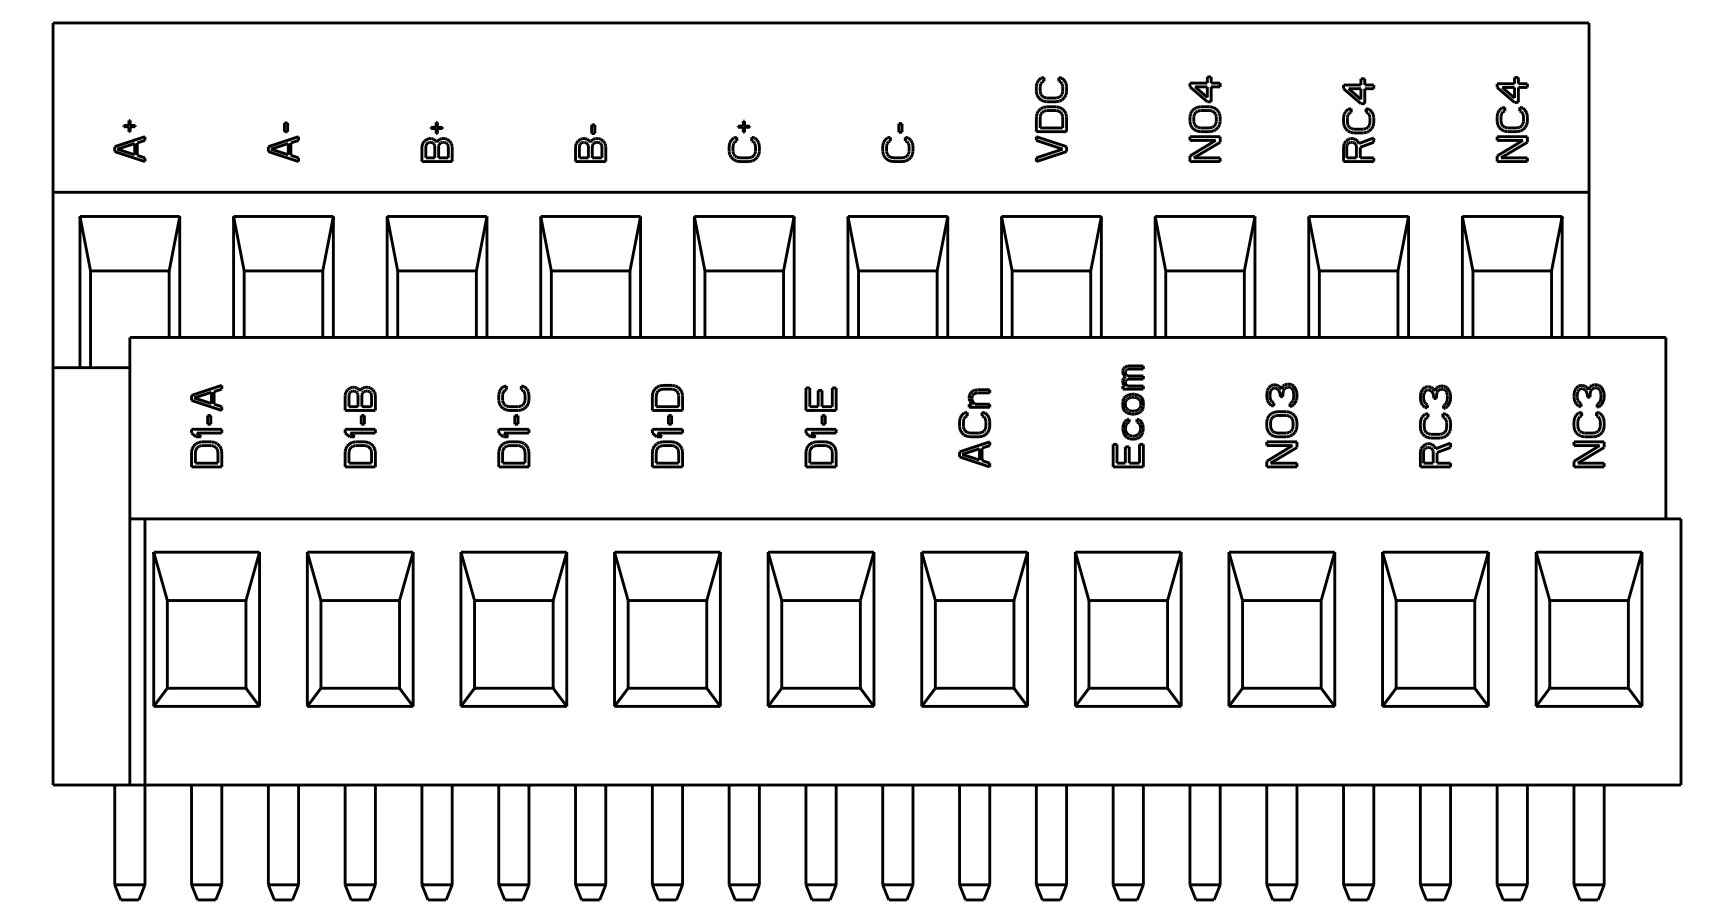 A+
A-
B+
B-
C+
C-
VDC
NO4
RC4
NC4
D1-A
D1-B
D1-C
D1-D
D1-E
ACn
Ecom
NO3
RC3
NC3